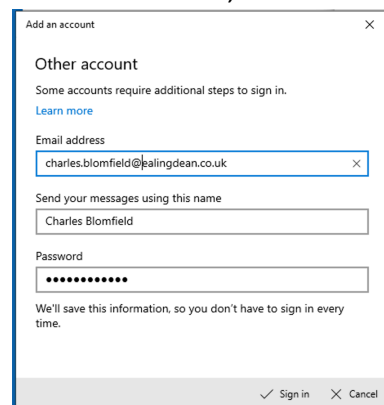 Add an account
Other account
Some accounts require additional steps to sign in.
Learn more
Email address
charles.blomfield@ealingdean.co.uk
Send your messages using this name
Charles Blomfield
Password
●●●●●●●●●●●●
We'll save this information, so you don't have to sign in every
time.
Sign in Cancel